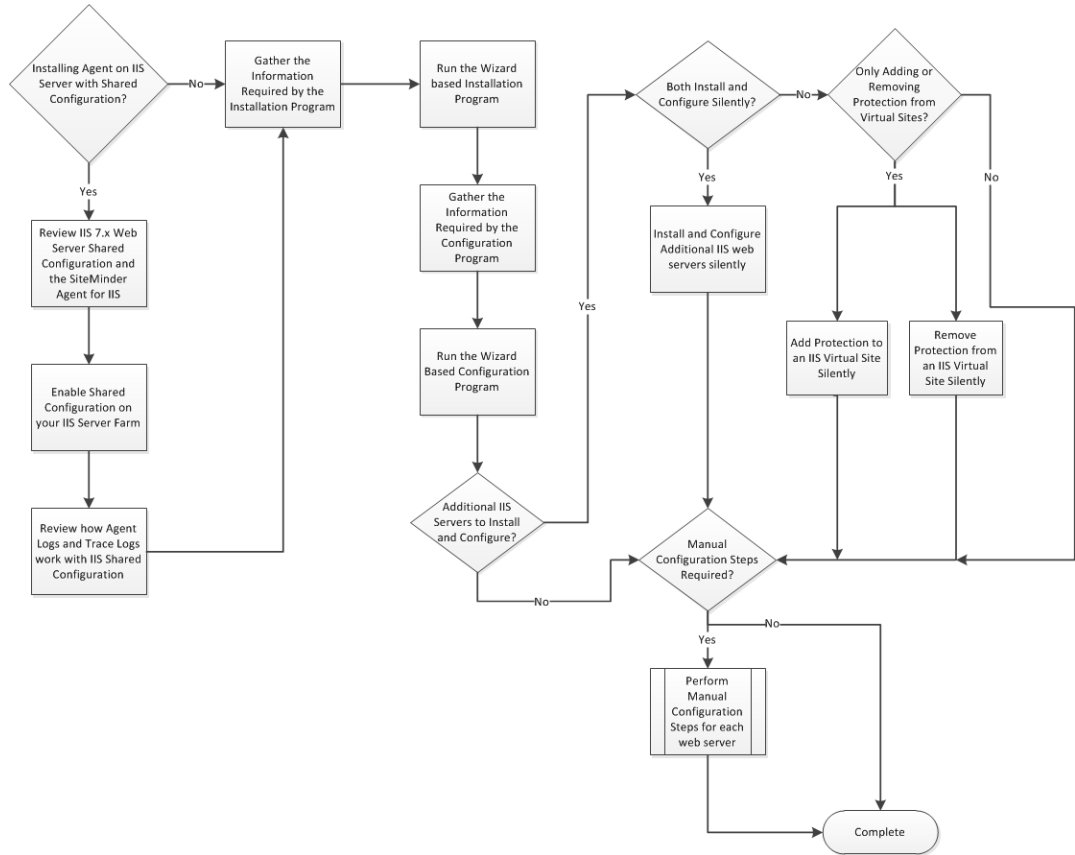 Installing Agent on IIS
Server with Shared
Configuration?
No
Gather the
Information
Required by the
Installation Program
Yes
Review IIS 7.x Web
Server Shared
Configuration and
the SiteMinder
Agent for IIS
Enable Shared
Configuration on
your IIS Server Farm
Review how Agent
Logs and Trace Logs
work with IIS Shared
Configuration
Run the Wizard
based Installation
Program
Gather the
Information
Required by the
Configuration
Program
Run the Wizard
Based Configuration
Program
Additional IIS
Servers to Install
and Configure?
Yes
No
Both Install and
Configure Silently?
No
Yes
Install and Configure
Additional IIS web
servers silently
Only Adding or
Removing
Protection from
Virtual Sites?
Yes
No
Add Protection to
an IIS Virtual Site
Silently
Remove
Protection from
an IIS Virtual
Site Silently
Manual
Configuration Steps
Required?
No
Yes
Perform
Manual
Configuration
Steps for each
web server
Complete